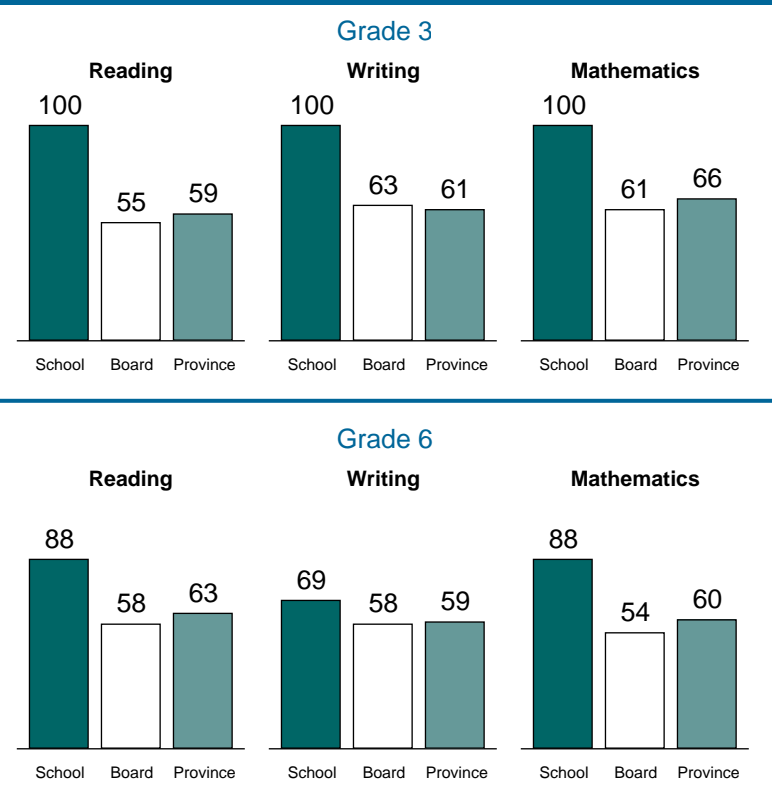 Grade 3
Reading Writing Mathematics
100 55 59 100 63 61 100 61 66
School Board Province School Board Province School Board Province
Grade 6
Reading Writing Mathematics
88 58 63 69 58 59 88 54 60
School Board Province School Board Province School Board Province